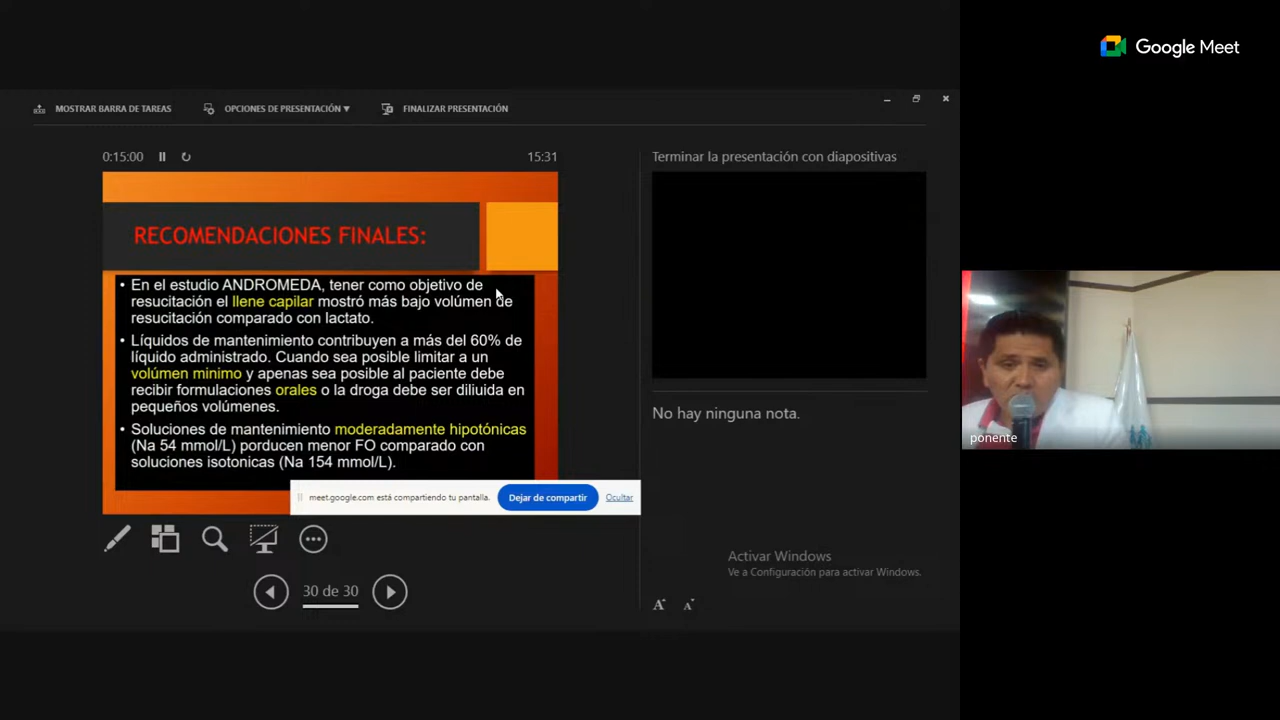 Google Meet
MOSTRAR BARRA DE TAREAS
OPCIONES DE PRESENTACIÓN ▼
FINALIZAR PRESENTACIÓN
0:15:00
15:31
Terminar la presentación con diapositivas
RECOMENDACIONES FINALES:
• En el estudio ANDROMEDA, tener como objetivo de
resucitación el llene capilar mostró más bajo volúmen de
resucitación comparado con lactato.
• Líquidos de mantenimiento contribuyen a más del 60% de
líquido administrado. Cuando sea posible limitar a un
volúmen minimo y apenas sea posible al paciente debe
recibir formulaciones orales o la droga debe ser diliuida en
pequeños volúmenes.
• Soluciones de mantenimiento moderadamente hipotónicas
(Na 54 mmol/L) porducen menor FO comparado con
soluciones isotonicas (Na 154 mmol/L).
No hay ninguna nota.
ponente
meet.google.com está compartiendo tu pantalla.
Dejar de compartir
Ocultar
Activar Windows
Ve a Configuración para activar Windows.
30 de 30
A A